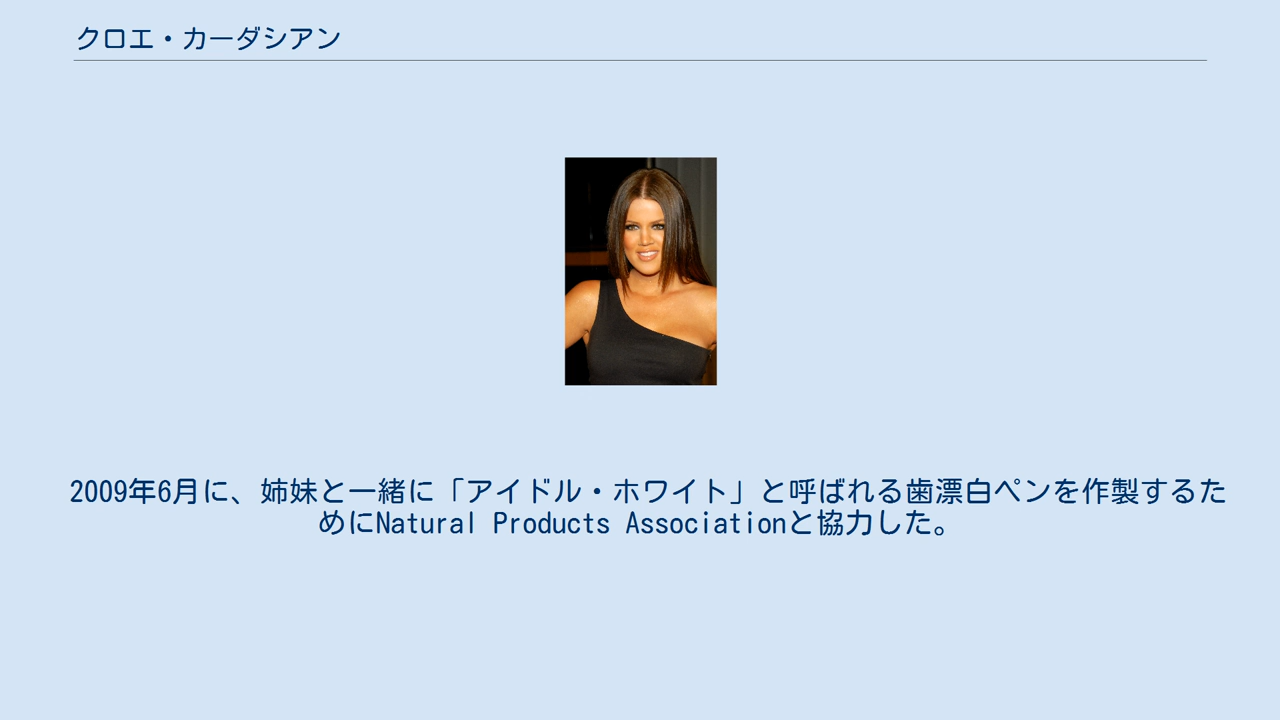 クロエ・カーダシアン
2009年6月に、姉妹と一緒に「アイドル・ホワイト」と呼ばれる歯漂白ペンを作製するた
めにNatural Products Associationと協力した。